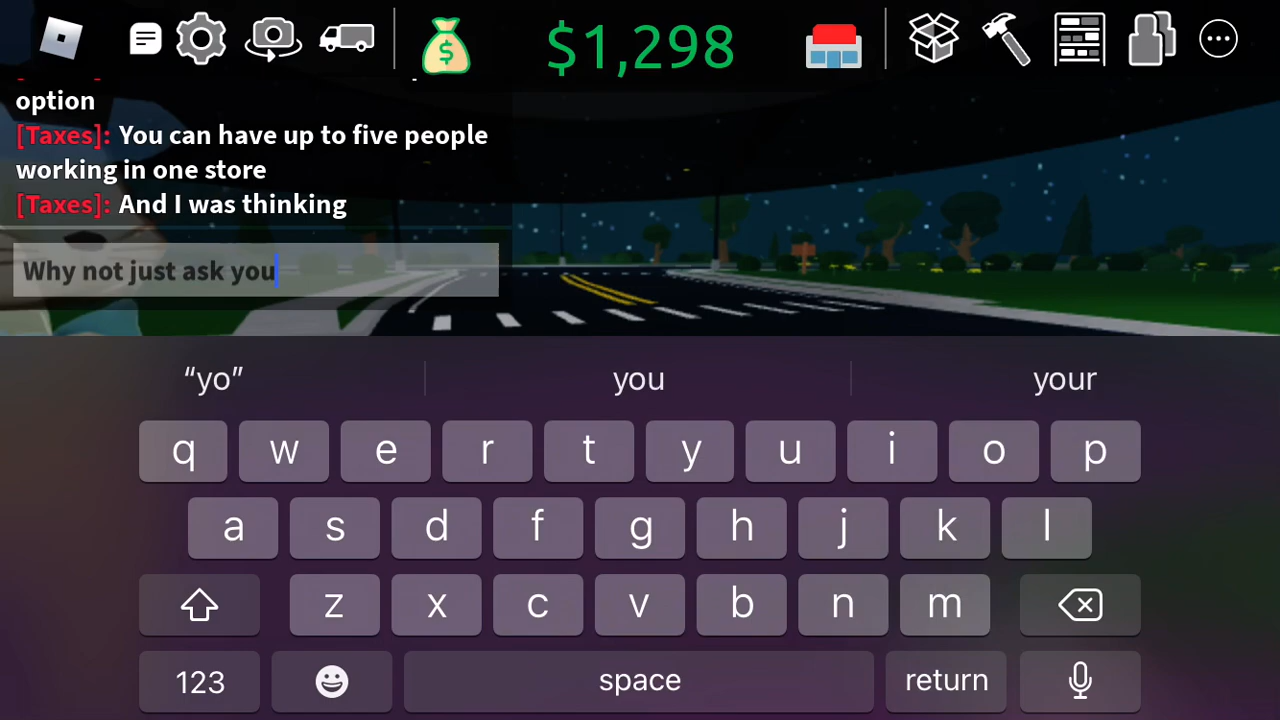 $1,298
option
[Taxes]: You can have up to five people
working in one store
[Taxes]: And I was thinking
Why not just ask you
“yo” you your
q w e r t y u i o p
a s d f g h j k l
z x c v b n m
123 space return